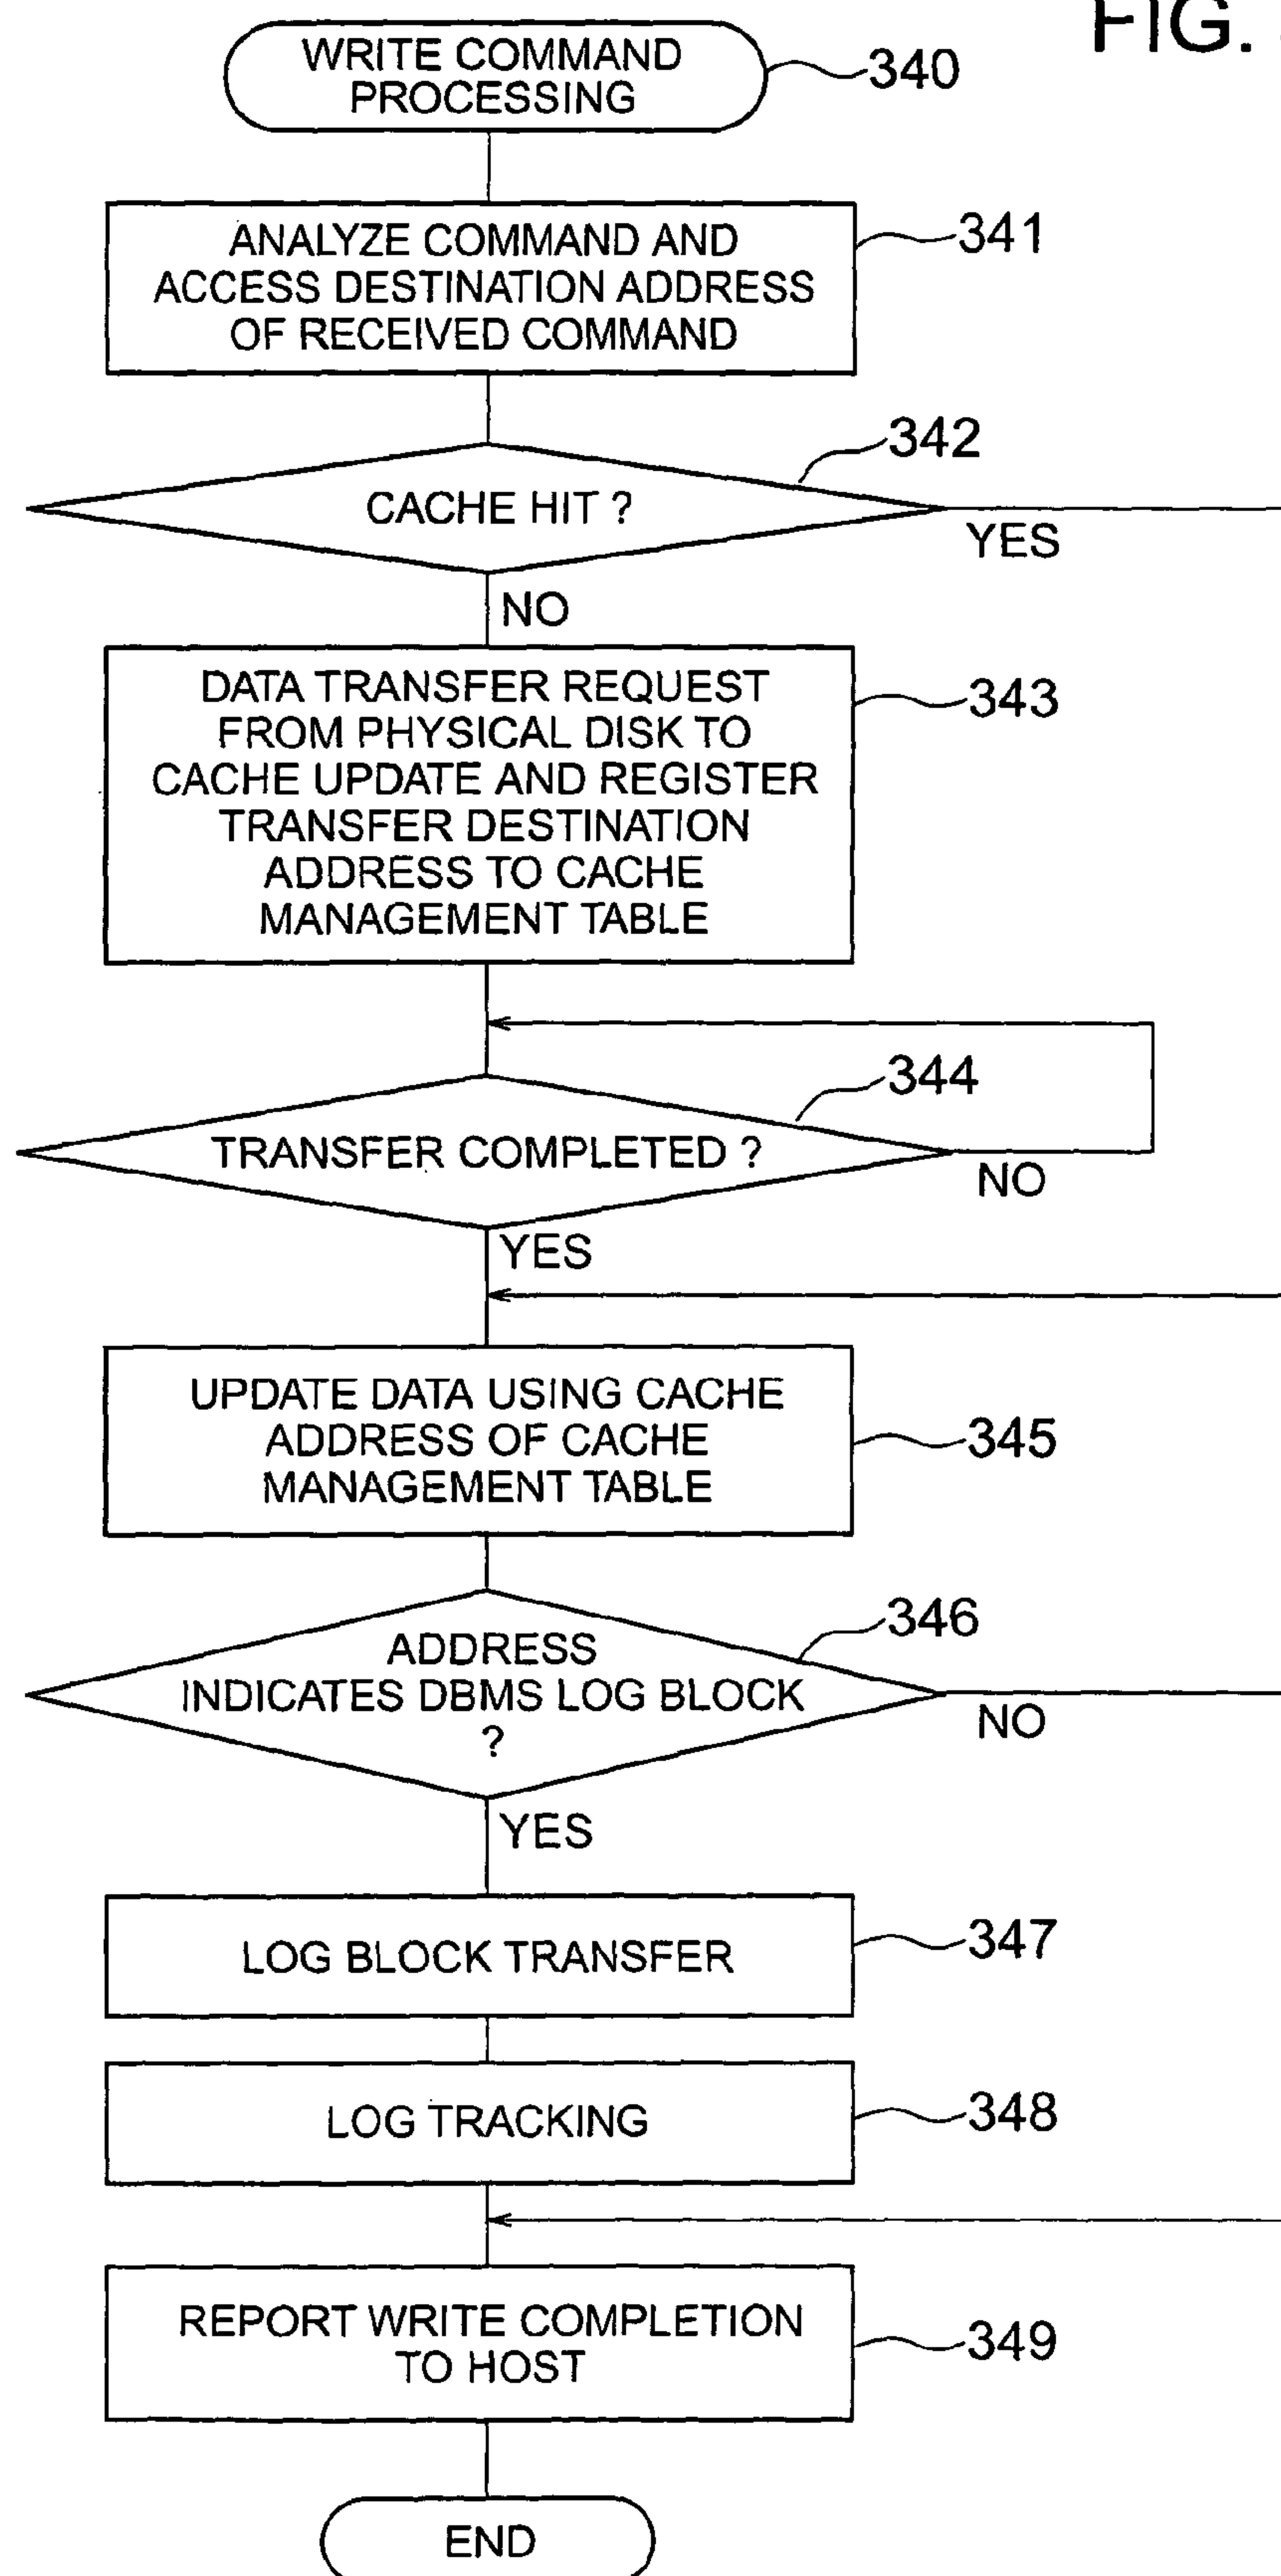 FIG.
WRITE COMMAND
PROCESSING
340
ANALYZE COMMAND AND
ACCESS DESTINATION ADDRESS
OF RECEIVED COMMAND
341
342
CACHE HIT ?
YES
NO
DATA TRANSFER REQUEST
FROM PHYSICAL DISK TO
CACHE UPDATE AND REGISTER
TRANSFER DESTINATION
ADDRESS TO CACHE
MANAGEMENT TABLE
343
344
TRANSFER COMPLETED ?
NO
YES
UPDATE DATA USING CACHE
ADDRESS OF CACHE
MANAGEMENT TABLE
345
346
ADDRESS
INDICATES DBMS LOG BLOCK
?
NO
YES
LOG BLOCK TRANSFER
347
LOG TRACKING
348
REPORT WRITE COMPLETION
TO HOST
349
END